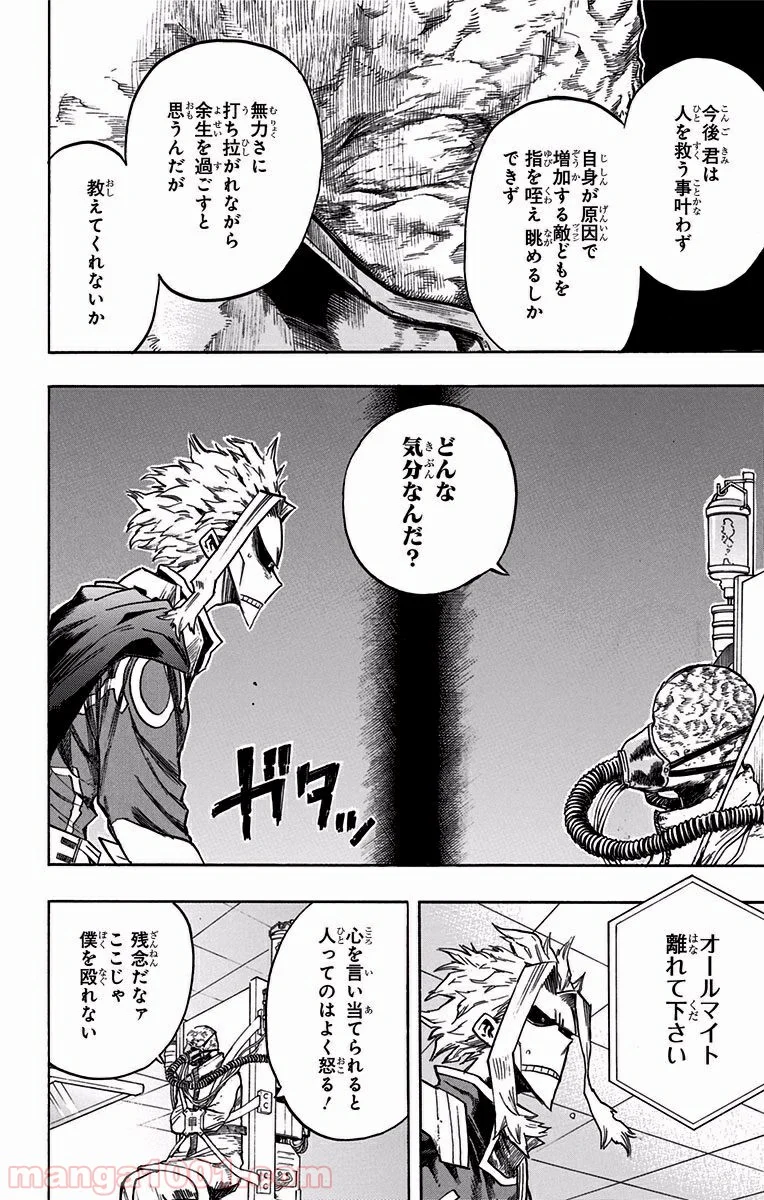 今後君は
人を救う事叶わず
自身が原因で
増加する敵どもを
指を咥え眺めるしか
できず
無力さに
打ち拉がれながら
余生を過ごすと
思うんだが
教えてくれないか
どんな
気分なんだ?
ガタッ
オールマイト
離れて下さい
心を言い当てられると
人ってのはよく怒る!
残念だなァ
ここじゃ
僕を殴れない
manga1001.com